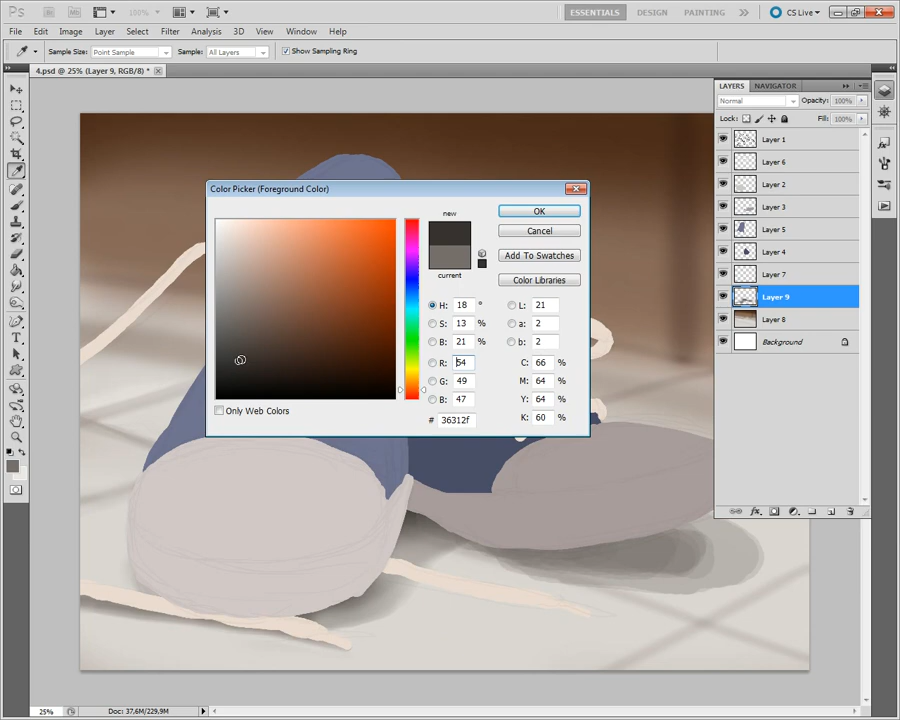 Ps Br Mb 100% ESSENTIALS DESIGN PAINTING CS Live
File Edit Image Layer Select Filter Analysis 3D View Window Help
Sample Size: Point Sample Sample: All Layers Show Sampling Ring
4.psd @ 25% (Layer 9, RGB/8) *
LAYERS NAVIGATOR
Normal Opacity: 100%
Lock: Fill: 100%
Layer 1
Layer 6
Layer 2
Layer 3
Layer 5
Layer 4
Layer 7
Layer 9
Layer 8
Background
Color Picker (Foreground Color)
new
current
OK
Cancel
Add To Swatches
Color Libraries
H: 18 ° L: 21
S: 13 % a: 2
B: 21 % b: 2
R: 54 C: 66 %
G: 49 M: 64 %
B: 47 Y: 64 %
# 36312f K: 60 %
Only Web Colors
25% Doc: 37,6M/229,9M